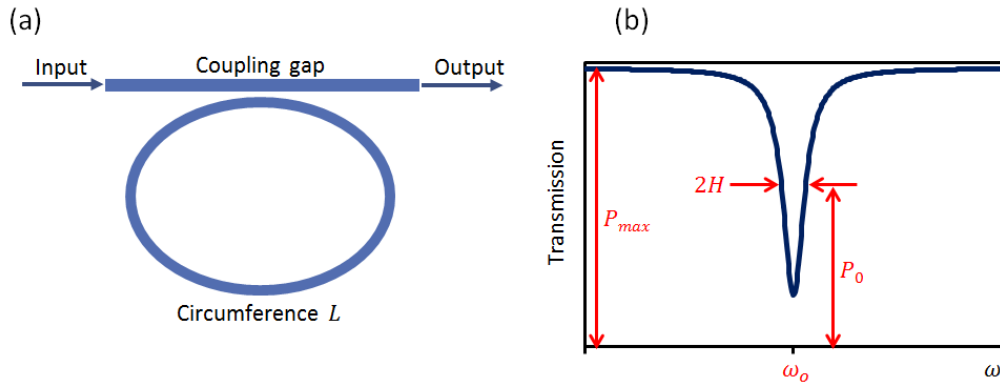 (a)
Input
Coupling gap
Output
Circumference L
(b)
Transmission
2H
P_max
P_0
ω_o
ω